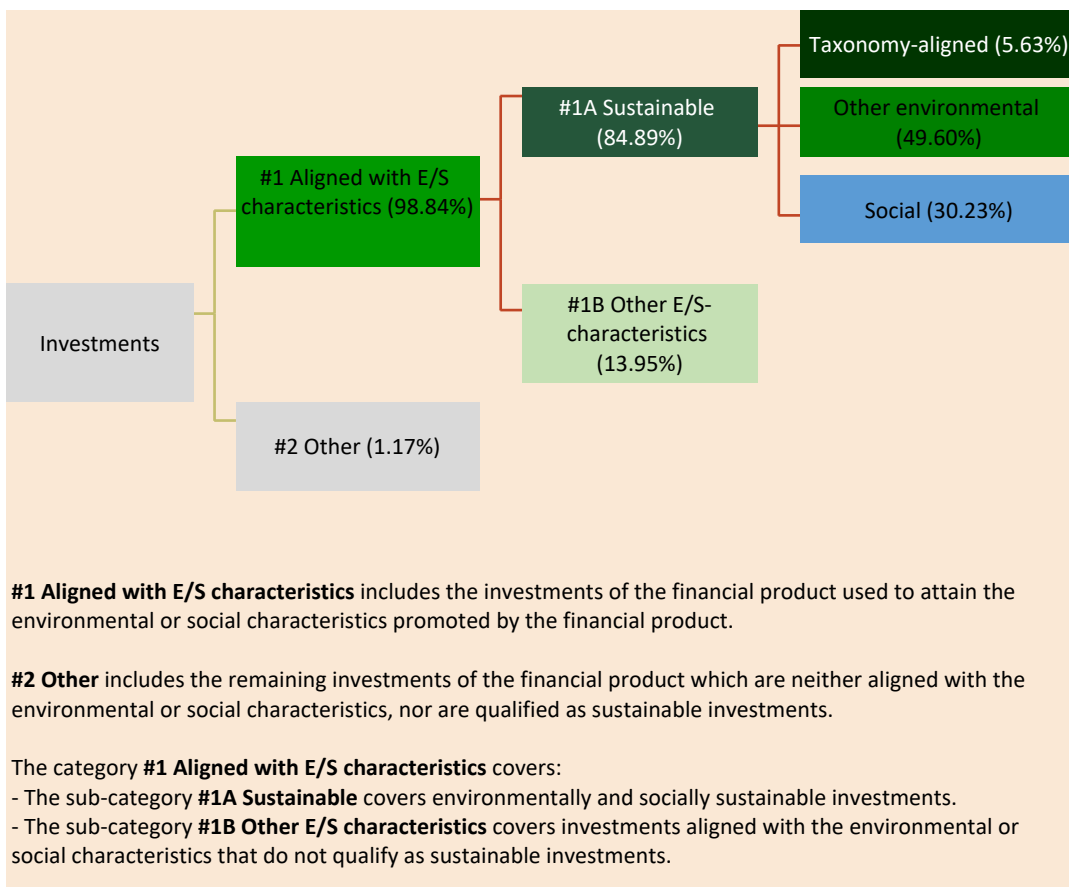 Taxonomy-aligned (5.63%)
#1A Sustainable
(84.89%)
Other environmental
(49.60%)
#1 Aligned with E/S
characteristics (98.84%)
Social (30.23%)
#1B Other E/S-
characteristics
(13.95%)
Investments
#2 Other (1.17%)
#1 Aligned with E/S characteristics includes the investments of the financial product used to attain the
environmental or social characteristics promoted by the financial product.
#2 Other includes the remaining investments of the financial product which are neither aligned with the
environmental or social characteristics, nor are qualified as sustainable investments.
The category #1 Aligned with E/S characteristics covers:
- The sub-category #1A Sustainable covers environmentally and socially sustainable investments.
- The sub-category #1B Other E/S characteristics covers investments aligned with the environmental or
social characteristics that do not qualify as sustainable investments.